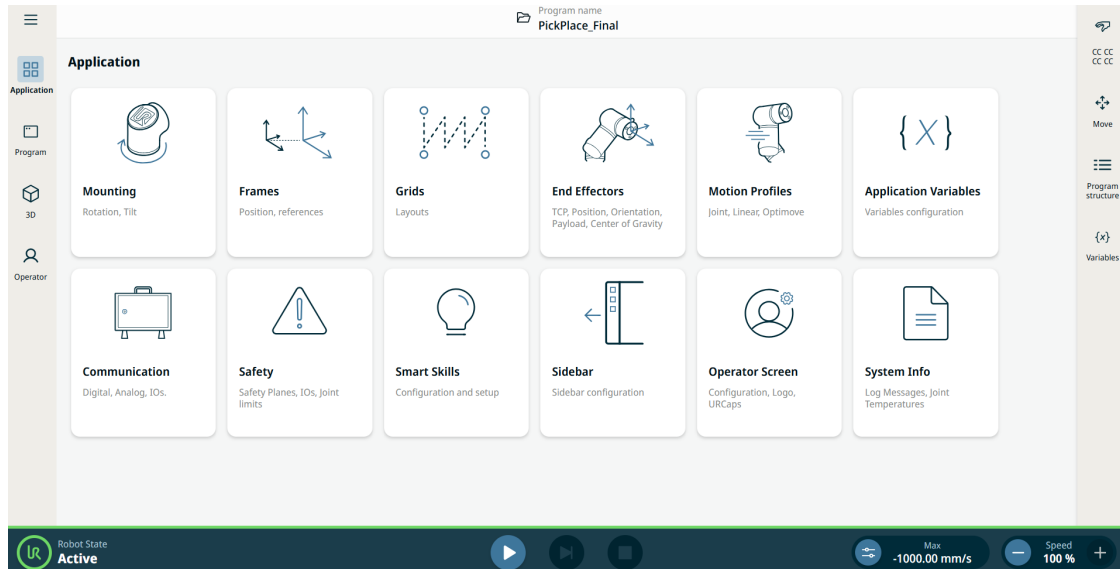 Program name
PickPlace_Final
Application
Application
Program
3D
Operator
Mounting
Rotation, Tilt
Frames
Position, references
Grids
Layouts
End Effectors
TCP, Position, Orientation,
Payload, Center of Gravity
Motion Profiles
Joint, Linear, Optimove
{ X }
Application Variables
Variables configuration
Communication
Digital, Analog, IOs.
Safety
Safety Planes, IOs, Joint
limits
Smart Skills
Configuration and setup
Sidebar
Sidebar configuration
Operator Screen
Configuration, Logo,
URCaps
System Info
Log Messages, Joint
Temperatures
CC CC
CC CC
Move
Program
structure
{x}
Variables
UR
Robot State
Active
Max
-1000.00 mm/s
Speed
100 %